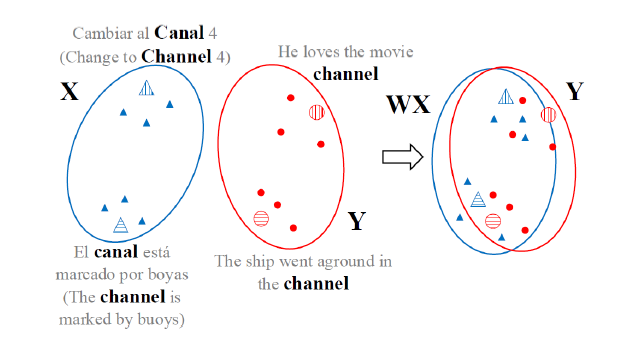 Cambiar al Canal 4
(Change to Channel 4)
X
He loves the movie
channel
WX
Y
Y
El canal está
marcado por boyas
(The channel is
marked by buoys)
The ship went aground in
the channel